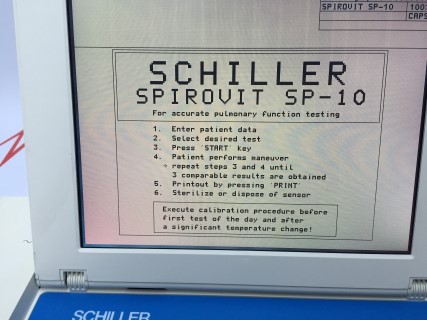 SPIROVIT SP-10
CAPS
SCHILLER
SPIROVIT SP-10
For accurate pulmonary function testing
1. Enter patient data
2. Select desired test
3. Press 'START' key
4. Patient performs maneuver
+ repeat steps 3 and 4 until
3 comparable results are obtained
5. Printout by pressing 'PRINT'
6. Sterilize or dispose of sensor
Execute calibration procedure before
first test of the day and after
a significant temperature change!
SCHILLER